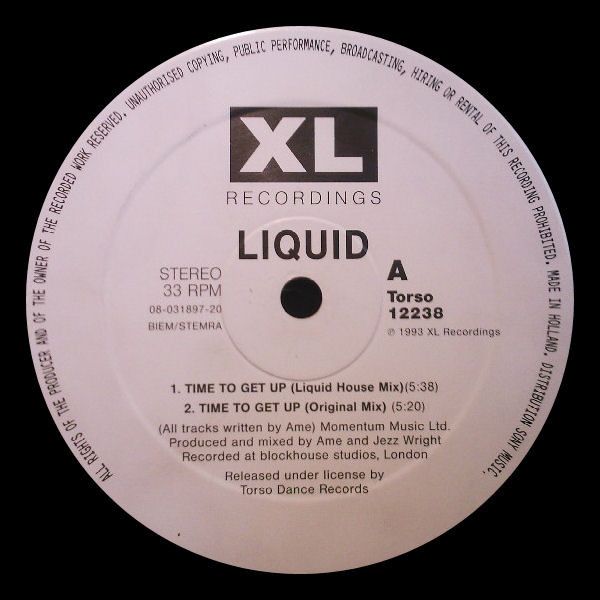 ALL RIGHTS OF THE PRODUCER AND OF THE OWNER OF THE RECORDED WORK RESERVED. UNAUTHORISED COPYING, PUBLIC PERFORMANCE, BROADCASTING, HIRING OR RENTAL OF THIS RECORDING PROHIBITED. MADE IN HOLLAND. DISTRIBUTION SONY MUSIC.
XL
RECORDINGS
LIQUID
STEREO
33 RPM
08-031897-20
BIEM/STEMRA
A
Torso
12238
℗ 1993 XL Recordings
1. TIME TO GET UP (Liquid House Mix)(5:38)
2. TIME TO GET UP (Original Mix) (5:20)
(All tracks written by Ame) Momentum Music Ltd.
Produced and mixed by Ame and Jezz Wright
Recorded at blockhouse studios, London
Released under license by
Torso Dance Records